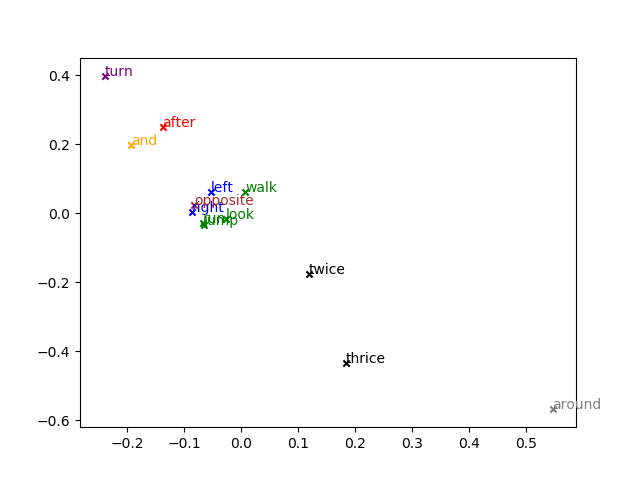 0.4
turn
after
0.2
and
left
walk
opposite
right
0.0
look
run
jump
twice
−0.2
thrice
−0.4
around
−0.6
−0.2 −0.1 0.0 0.1 0.2 0.3 0.4 0.5